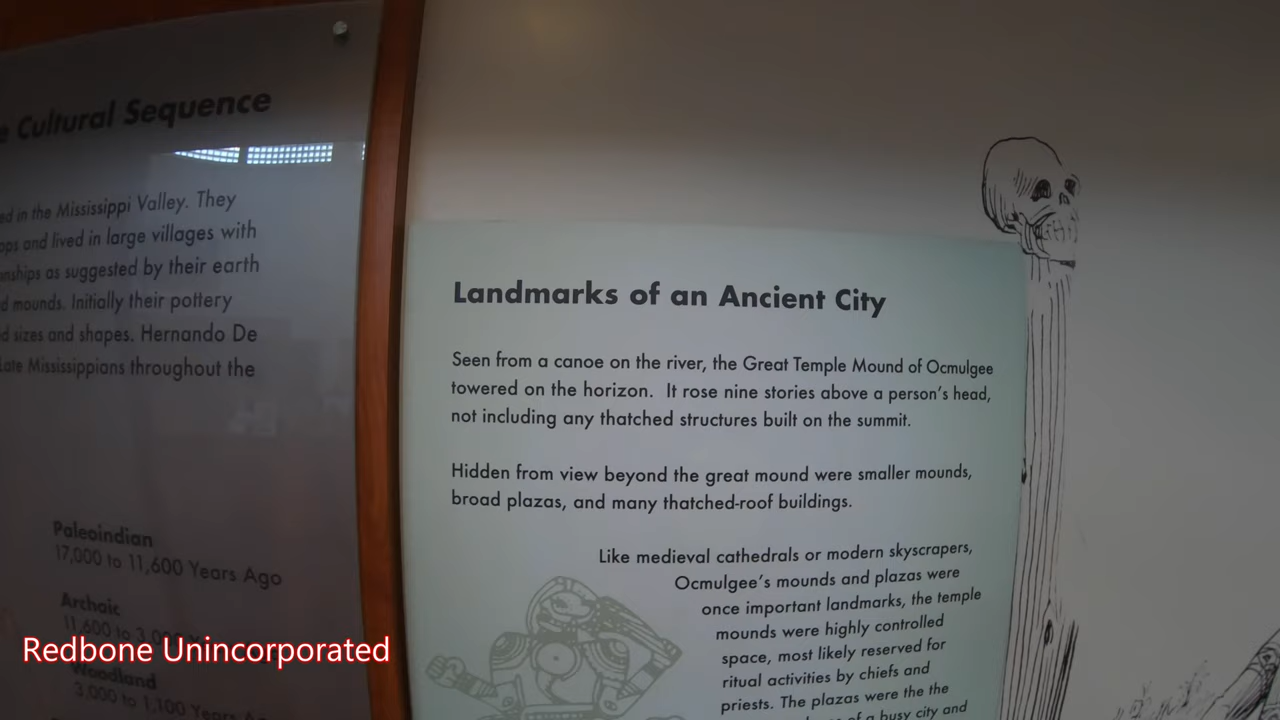 e Cultural Sequence
ed in the Mississippi Valley. They
ops and lived in large villages with
onships as suggested by their earth
d mounds. Initially their pottery
d sizes and shapes. Hernando De
Late Mississippians throughout the
Paleoindian
17,000 to 11,600 Years Ago
Archaic
11,600 to 3,000
Woodland
3,000 to 1,100 Years
Landmarks of an Ancient City
Seen from a canoe on the river, the Great Temple Mound of Ocmulgee
towered on the horizon. It rose nine stories above a person's head,
not including any thatched structures built on the summit.
Hidden from view beyond the great mound were smaller mounds,
broad plazas, and many thatched-roof buildings.
Like medieval cathedrals or modern skyscrapers,
Ocmulgee's mounds and plazas were
once important landmarks, the temple
mounds were highly controlled
space, most likely reserved for
ritual activities by chiefs and
priests. The plazas were the the
of a busy city and
Redbone Unincorporated